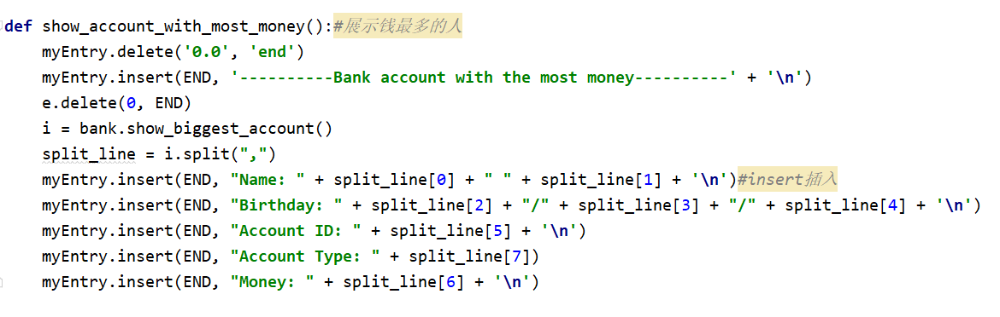 def show_account_with_most_money():#展示钱最多的人
    myEntry.delete('0.0', 'end')
    myEntry.insert(END, '----------Bank account with the most money----------' + '\n')
    e.delete(0, END)
    i = bank.show_biggest_account()
    split_line = i.split(",")
    myEntry.insert(END, "Name: " + split_line[0] + " " + split_line[1] + '\n')#insert插入
    myEntry.insert(END, "Birthday: " + split_line[2] + "/" + split_line[3] + "/" + split_line[4] + '\n')
    myEntry.insert(END, "Account ID: " + split_line[5] + '\n')
    myEntry.insert(END, "Account Type: " + split_line[7])
    myEntry.insert(END, "Money: " + split_line[6] + '\n')